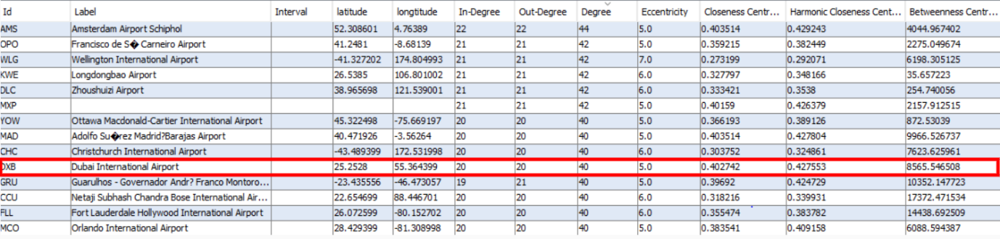 Id Label Interval latitude longtitude In-Degree Out-Degree Degree Eccentricity Closeness Centr... Harmonic Closeness Cent... Betweenness Centr...
AMS Amsterdam Airport Schiphol 52.308601 4.76389 22 22 44 5.0 0.403514 0.429243 4044.967402
OPO Francisco de S� Carneiro Airport 41.2481 -8.68139 21 21 42 5.0 0.359215 0.382449 2275.049674
WLG Wellington International Airport -41.327202 174.804993 21 21 42 7.0 0.273199 0.292071 6198.305125
KWE Longdongbao Airport 26.5385 106.801002 21 21 42 6.0 0.327797 0.348166 35.657223
DLC Zhoushuizi Airport 38.965698 121.539001 21 21 42 6.0 0.333421 0.3538 254.740056
MXP 21 21 42 5.0 0.40159 0.426379 2157.912515
YOW Ottawa Macdonald-Cartier International Airport 45.322498 -75.669197 20 20 40 5.0 0.366193 0.389126 872.53039
MAD Adolfo Su�rez Madrid?Barajas Airport 40.471926 -3.56264 20 20 40 5.0 0.403514 0.427804 9966.526737
CHC Christchurch International Airport -43.489399 172.531998 20 20 40 6.0 0.303752 0.324861 7623.625961
DXB Dubai International Airport 25.2528 55.364399 20 20 40 5.0 0.402742 0.427553 8565.546508
GRU Guarulhos - Governador Andr? Franco Montoro... -23.435556 -46.473057 19 21 40 5.0 0.39692 0.424729 10352.147723
CCU Netaji Subhash Chandra Bose International Air... 22.654699 88.446701 20 20 40 6.0 0.318216 0.339931 17372.471534
FLL Fort Lauderdale Hollywood International Airport 26.072599 -80.152702 20 20 40 6.0 0.355474 0.383782 14438.692509
MCO Orlando International Airport 28.429399 -81.308998 20 20 40 5.0 0.383541 0.409158 6088.594387